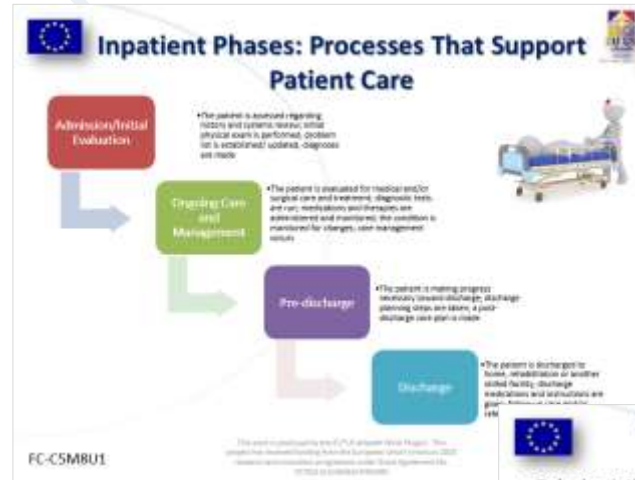 Inpatient Phases: Processes That Support
Patient Care
Admission/Initial
Evaluation
•The patient is assessed regarding
history and systems review, initial
physical exam is performed, problem
list is established/ updated, diagnoses
are made
Ongoing Care
and
Management
•The patient is evaluated for medical and/or
surgical care and treatment, diagnostic tests
are run; medications and therapies are
administered and monitored; the condition is
monitored for changes; care management
occurs
Pre-discharge
•The patient is making progress
necessary toward discharge; discharge
planning steps are taken; a post-
discharge care plan is made
Discharge
•The patient is discharged to
home, rehabilitation or another
skilled facility; discharge
medications and instructions are
FC-C5M8U1